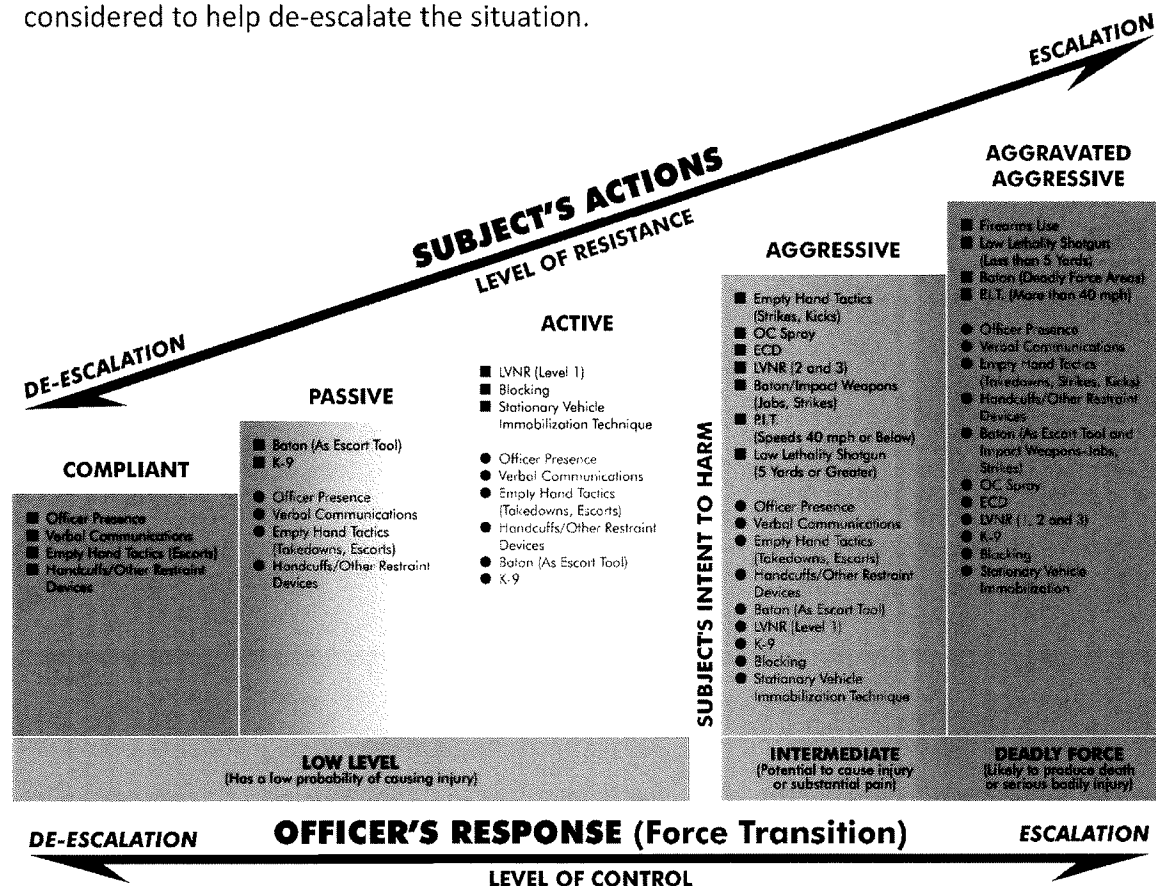 considered to help de-escalate the situation.
ESCALATION
SUBJECT'S ACTIONS
LEVEL OF RESISTANCE
DE-ESCALATION
COMPLIANT
■ Officer Presence
■ Verbal Communications
■ Empty Hand Tactics (Escorts)
■ Handcuffs/Other Restraint
Devices
PASSIVE
■ Baton (As Escort Tool)
■ K-9
● Officer Presence
● Verbal Communications
● Empty Hand Tactics
(Takedowns, Escorts)
● Handcuffs/Other Restraint
Devices
ACTIVE
■ LVNR (Level 1)
■ Blocking
■ Stationary Vehicle
Immobilization Technique
● Officer Presence
● Verbal Communications
● Empty Hand Tactics
(Takedowns, Escorts)
● Handcuffs/Other Restraint
Devices
● Baton (As Escort Tool)
● K-9
SUBJECT'S INTENT TO HARM
AGGRESSIVE
■ Empty Hand Tactics
(Strikes, Kicks)
■ OC Spray
■ ECD
■ LVNR (2 and 3)
■ Baton/Impact Weapons
(Jabs, Strikes)
■ P.I.T.
(Speeds 40 mph or Below)
■ Low Lethality Shotgun
(5 Yards or Greater)
● Officer Presence
● Verbal Communications
● Empty Hand Tactics
(Takedowns, Escorts)
● Handcuffs/Other Restraint
Devices
● Baton (As Escort Tool)
● LVNR (Level 1)
● K-9
● Blocking
● Stationary Vehicle
Immobilization Technique
AGGRAVATED
AGGRESSIVE
■ Firearms Use
■ Low Lethality Shotgun
(Less than 5 Yards)
■ Baton (Deadly Force Areas)
■ P.I.T. (More than 40 mph)
● Officer Presence
● Verbal Communications
● Empty Hand Tactics
(Takedowns, Strikes, Kicks)
● Handcuffs/Other Restraint
Devices
● Baton (As Escort Tool and
Impact Weapons-Jabs,
Strikes)
● OC Spray
● ECD
● LVNR (1, 2 and 3)
● K-9
● Blocking
● Stationary Vehicle
Immobilization
LOW LEVEL
(Has a low probability of causing injury)
INTERMEDIATE
(Potential to cause injury
or substantial pain)
DEADLY FORCE
(Likely to produce death
or serious bodily injury)
DE-ESCALATION
OFFICER'S RESPONSE (Force Transition)
ESCALATION
LEVEL OF CONTROL